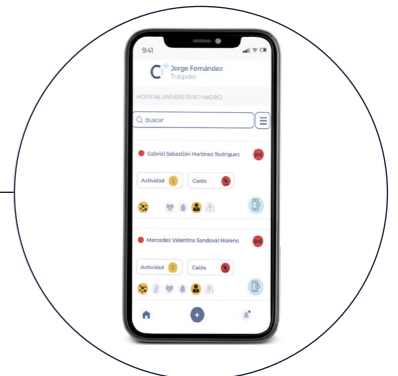 9:41
Jorge Fernández
HOSPITAL UNIVERSITARIO MADRID
Buscar
Gabriel Sebastián Martínez Rodríguez
Actividad
Caída
Mercedes Valentina Sandoval Moreno
Actividad
Caída